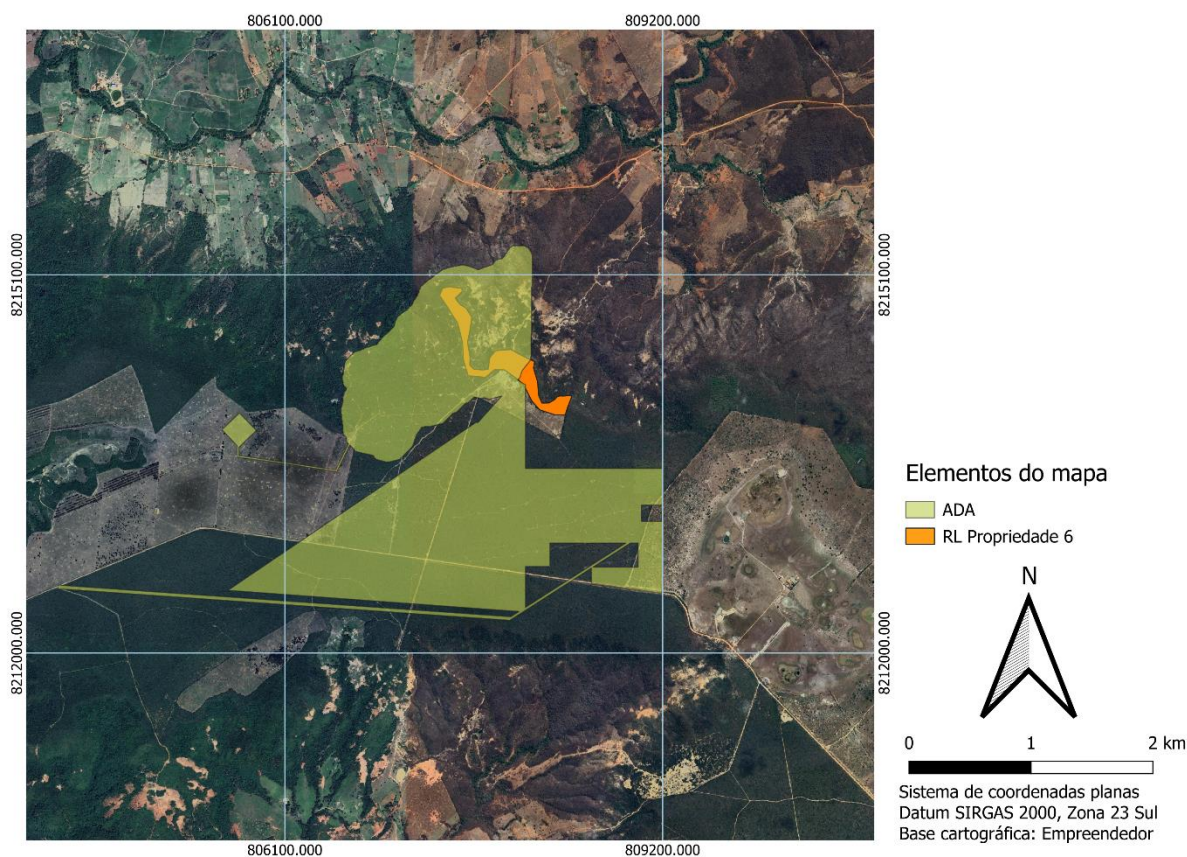 806100.000 809200.000
8215100.000 8215100.000
8212000.000 8212000.000
806100.000 809200.000
Elementos do mapa
ADA
RL Propriedade 6
N
0 1 2 km
Sistema de coordenadas planas
Datum SIRGAS 2000, Zona 23 Sul
Base cartográfica: Empreendedor